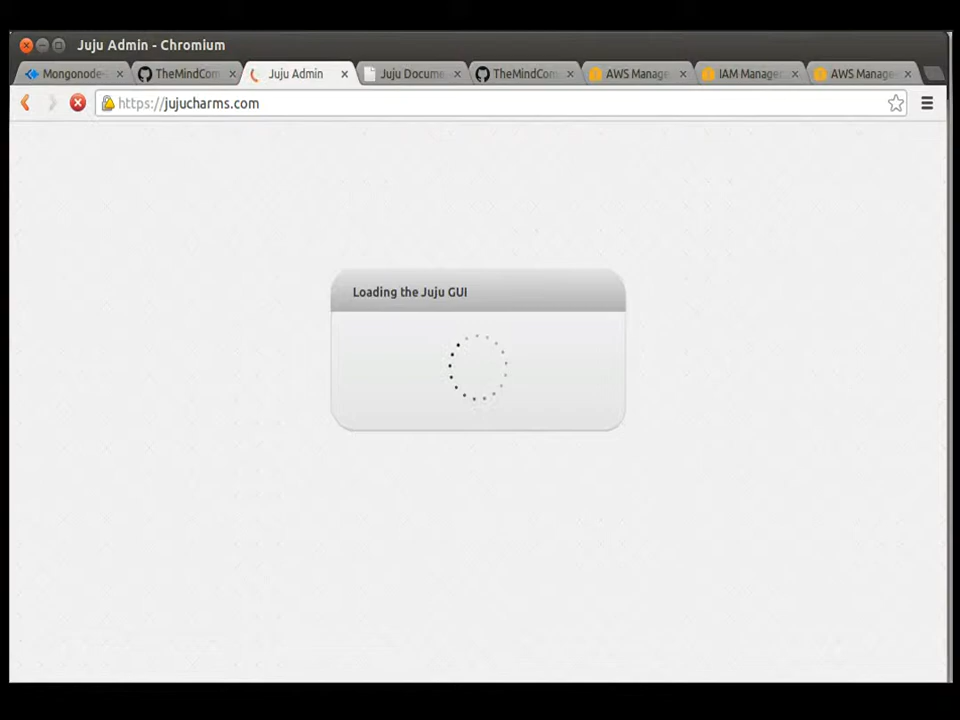 Juju Admin - Chromium
Mongonode-
TheMindCom
Juju Admin
Juju Docume
TheMindCom
AWS Manage
IAM Manage
AWS Manage
https://jujucharms.com
Loading the Juju GUI